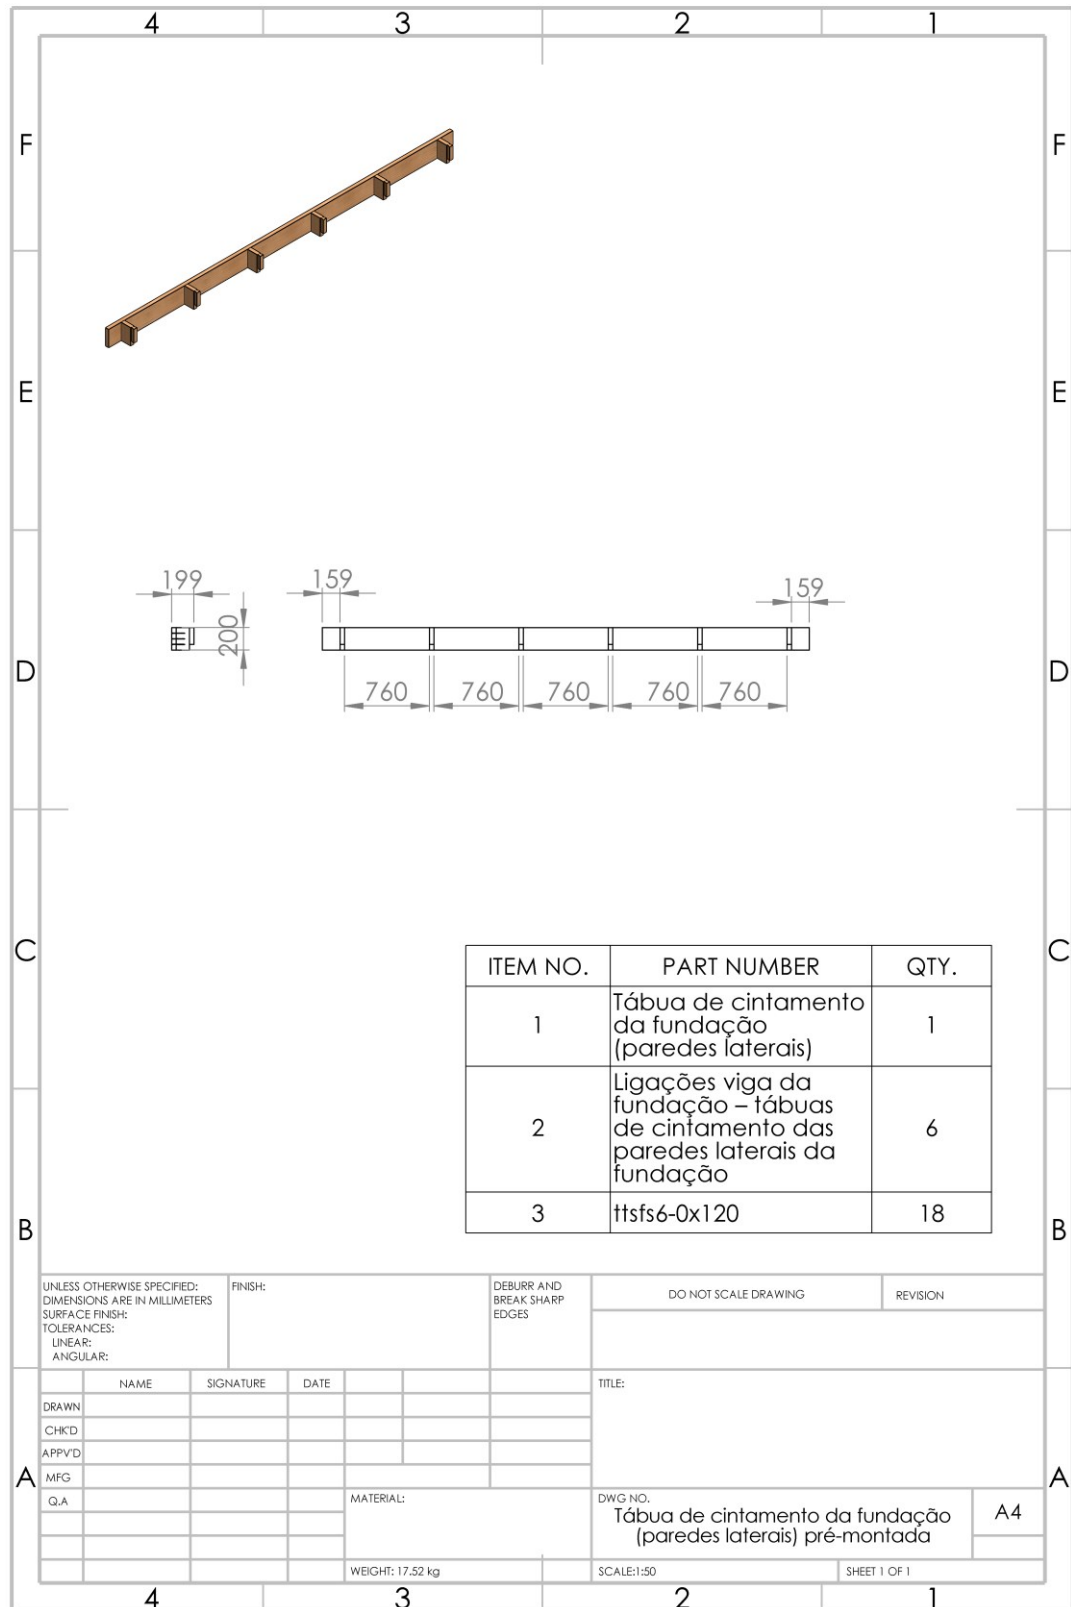 4 3 2 1
F F
E E
199 159 159
200
D D
760 760 760 760 760
C C
ITEM NO. PART NUMBER QTY.
1 Tábua de cintamento da fundação (paredes laterais) 1
2 Ligações viga da fundação – tábuas de cintamento das paredes laterais da fundação 6
3 ttsfs6-0x120 18
B B
UNLESS OTHERWISE SPECIFIED:
DIMENSIONS ARE IN MILLIMETERS
SURFACE FINISH:
TOLERANCES:
LINEAR:
ANGULAR:
FINISH:
DEBURR AND
BREAK SHARP
EDGES
DO NOT SCALE DRAWING
REVISION
NAME SIGNATURE DATE
TITLE:
DRAWN
CHK'D
APPV'D
MFG
Q.A
A A
MATERIAL:
DWG NO.
Tábua de cintamento da fundação
(paredes laterais) pré-montada
A4
WEIGHT: 17.52 kg
SCALE:1:50
SHEET 1 OF 1
4 3 2 1